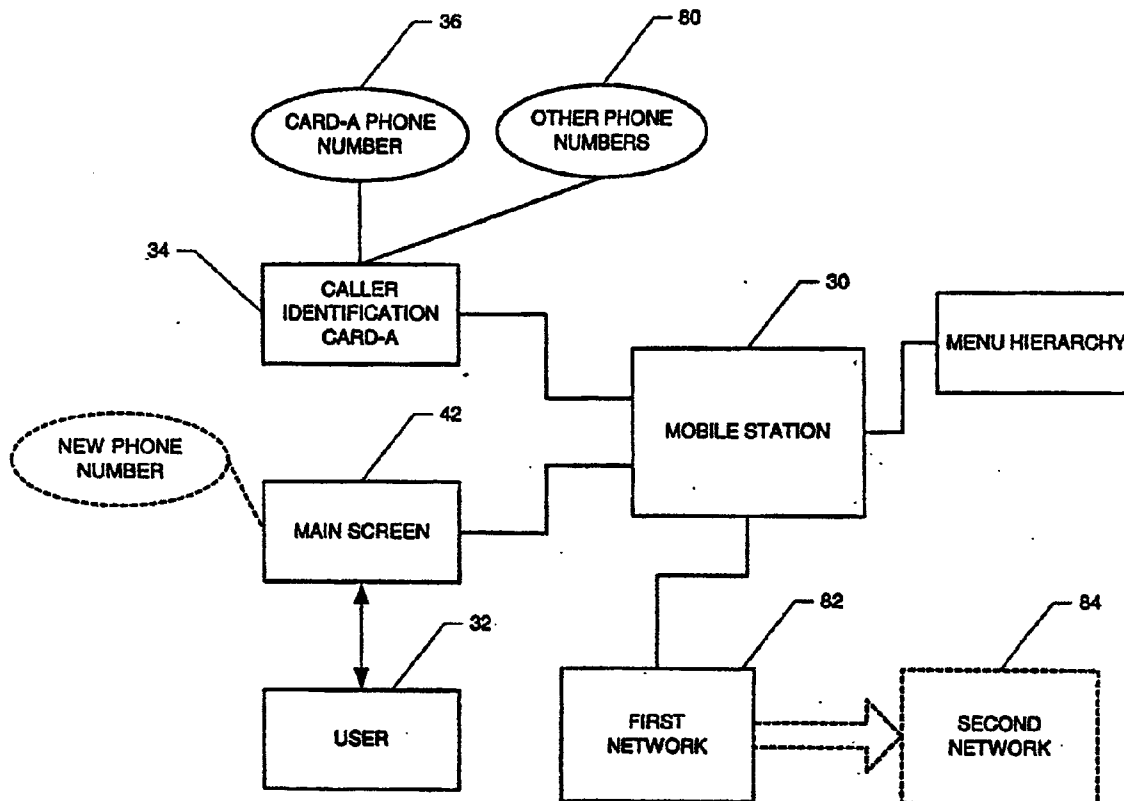 36
80
CARD-A PHONE
NUMBER
OTHER PHONE
NUMBERS
34
CALLER
IDENTIFICATION
CARD-A
30
MENU HIERARCHY
MOBILE STATION
42
NEW PHONE
NUMBER
MAIN SCREEN
32
82
84
USER
FIRST
NETWORK
SECOND
NETWORK